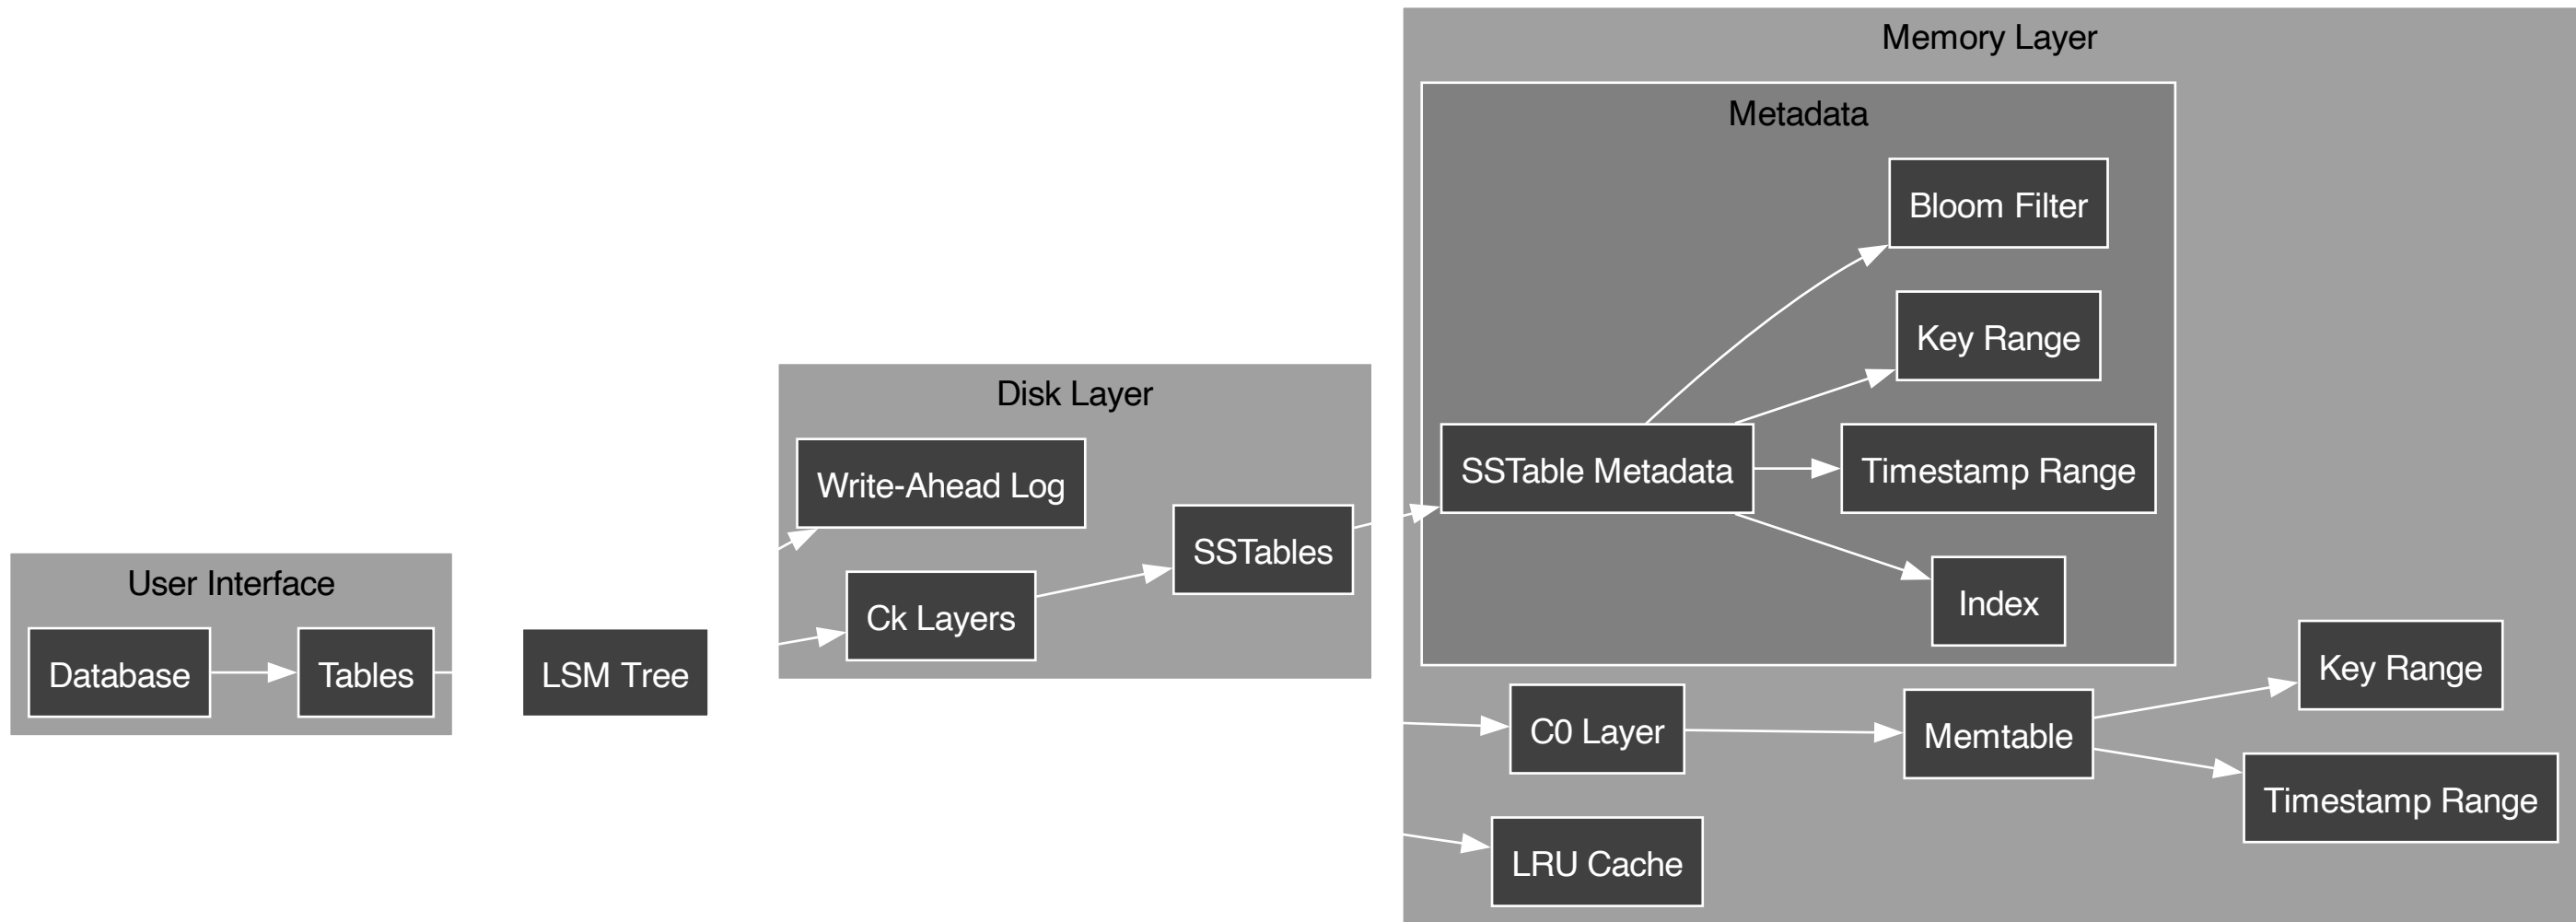 User Interface
Database
Tables
LSM Tree
Disk Layer
Write-Ahead Log
Ck Layers
SSTables
Memory Layer
Metadata
SSTable Metadata
Bloom Filter
Key Range
Timestamp Range
Index
C0 Layer
Memtable
Key Range
Timestamp Range
LRU Cache